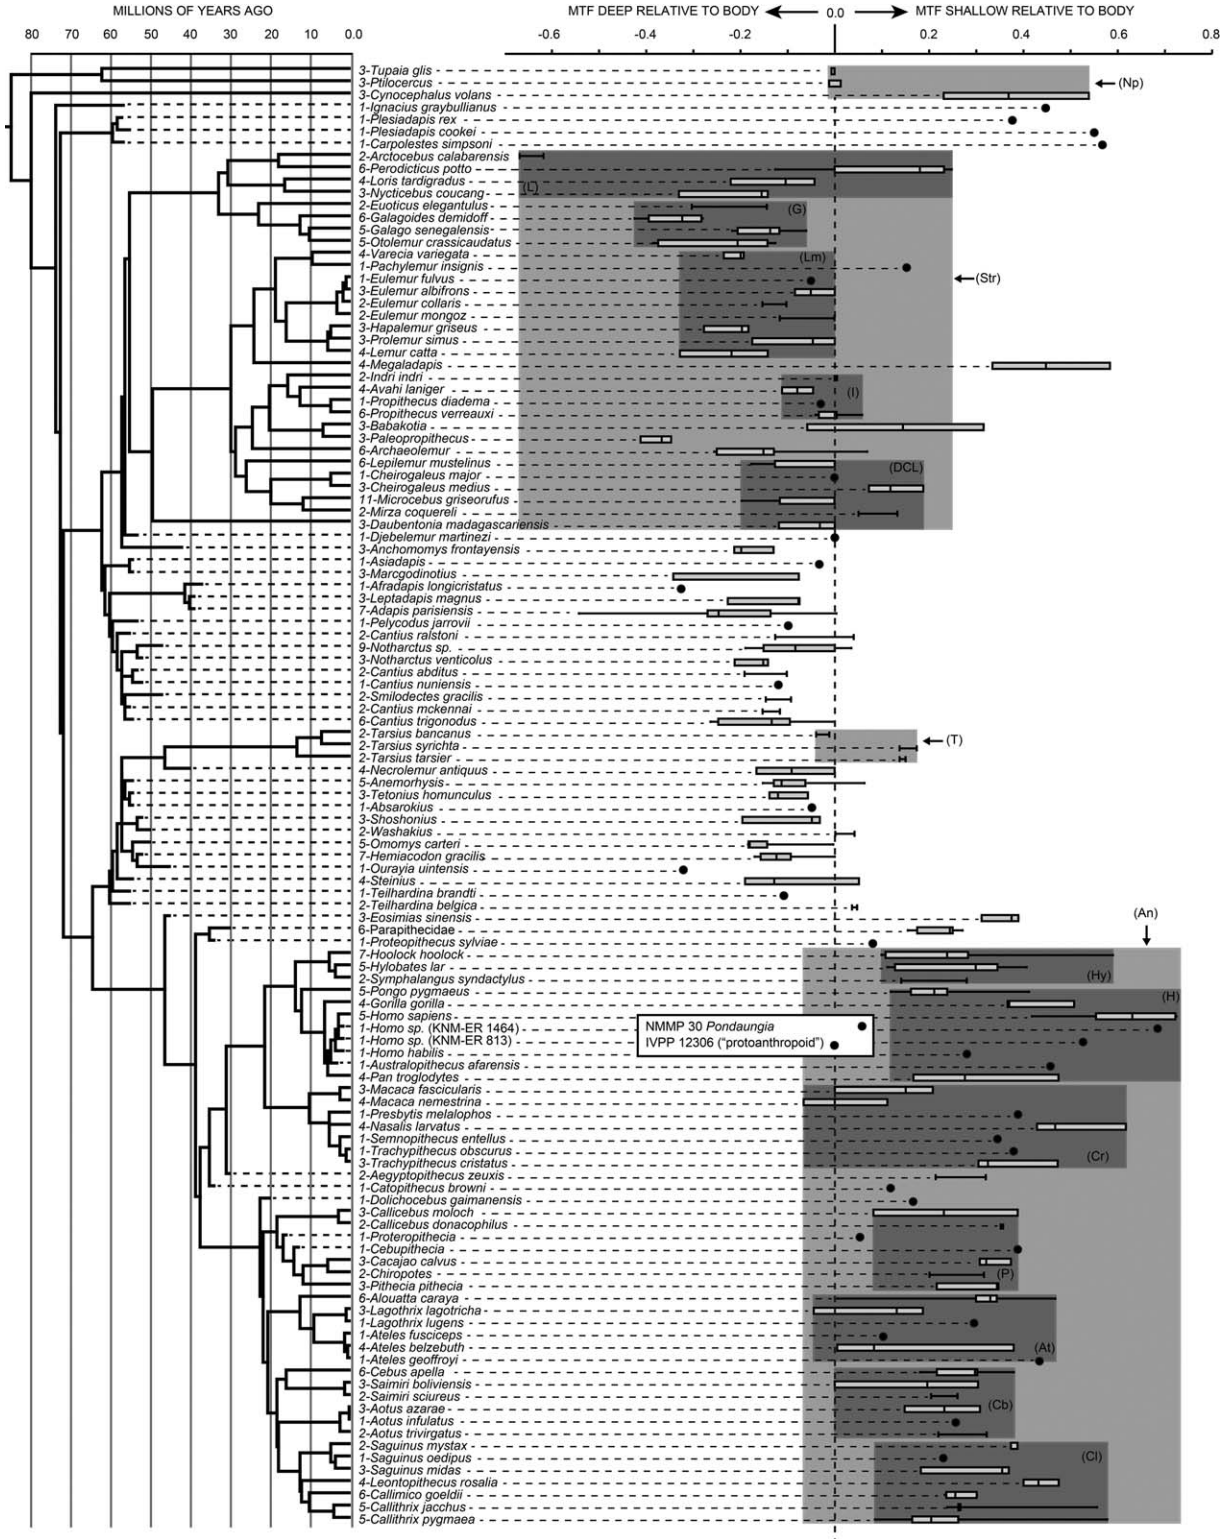 MILLIONS OF YEARS AGO
MTF DEEP RELATIVE TO BODY 0.0 MTF SHALLOW RELATIVE TO BODY
80 70 60 50 40 30 20 10 0.0 -0.6 -0.4 -0.2 0.2 0.4 0.6 0.8
3-Tupaia glis
3-Ptilocercus (Np)
3-Cynocephalus volans
1-Ignacius graybullianus
1-Plesiadapis rex
1-Plesiadapis cookei
1-Carpolestes simpsoni
2-Arctocebus calabarensis
6-Perodicticus potto
4-Loris tardigradus (L)
3-Nycticebus coucang
2-Euoticus elegantulus (G)
6-Galagoides demidoff
5-Galago senegalensis
5-Otolemur crassicaudatus
4-Varecia variegata (Lm)
1-Pachylemur insignis
1-Eulemur fulvus (Str)
3-Eulemur albifrons
2-Eulemur collaris
2-Eulemur mongoz
3-Hapalemur griseus
3-Prolemur simus
4-Lemur catta
4-Megaladapis
2-Indri indri
4-Avahi laniger (I)
1-Propithecus diadema
6-Propithecus verreauxi
3-Babakotia
3-Paleopropithecus
6-Archaeolemur
6-Lepilemur mustelinus (DCL)
1-Cheirogaleus major
3-Cheirogaleus medius
11-Microcebus griseorufus
2-Mirza coquereli
3-Daubentonia madagascariensis
1-Djebelemur martinezi
3-Anchomomys frontayensis
1-Asiadapis
3-Marcgodinotius
1-Afradapis longicristatus
3-Leptadapis magnus
7-Adapis parisiensis
1-Pelycodus jarrovii
2-Cantius ralstoni
9-Notharctus sp.
3-Notharctus venticolus
2-Cantius abditus
1-Cantius nuniensis
2-Smilodectes gracilis
2-Cantius mckennai
6-Cantius trigonodus
2-Tarsius bancanus (T)
2-Tarsius syrichta
2-Tarsius tarsier
4-Necrolemur antiquus
5-Anemorhysis
3-Tetonius homunculus
1-Absarokius
3-Shoshonius
2-Washakius
5-Omomys carteri
7-Hemiacodon gracilis
1-Ourayia uintensis
4-Steinius
1-Teilhardina brandti
2-Teilhardina belgica
3-Eosimias sinensis (An)
6-Parapithecidae
1-Proteopithecus sylviae
7-Hoolock hoolock
5-Hylobates lar
2-Symphalangus syndactylus (Hy)
5-Pongo pygmaeus (H)
4-Gorilla gorilla
5-Homo sapiens
1-Homo sp. (KNM-ER 1464) NMMP 30 Pondaungia
1-Homo sp. (KNM-ER 813) IVPP 12306 ("protoanthropoid")
1-Homo habilis
1-Australopithecus afarensis
4-Pan troglodytes
3-Macaca fascicularis
4-Macaca nemestrina
1-Presbytis melalophos
4-Nasalis larvatus
1-Semnopithecus entellus
1-Trachypithecus obscurus (Cr)
3-Trachypithecus cristatus
2-Aegyptopithecus zeuxis
1-Catopithecus browni
1-Dolichocebus gaimanensis
3-Callicebus moloch
2-Callicebus donacophilus
1-Proteropithecia
1-Cebupithecia
3-Cacajao calvus
2-Chiropotes (P)
3-Pithecia pithecia
6-Alouatta caraya
3-Lagothrix lagotricha
1-Lagothrix lugens
1-Ateles fusciceps
4-Ateles belzebuth (At)
1-Ateles geoffroyi
6-Cebus apella
3-Saimiri boliviensis
2-Saimiri sciureus
3-Aotus azarae (Cb)
1-Aotus infulatus
2-Aotus trivirgatus
2-Saguinus mystax
1-Saguinus oedipus (Cl)
3-Saguinus midas
4-Leontopithecus rosalia
6-Callimico goeldii
5-Callithrix jacchus
5-Callithrix pygmaea